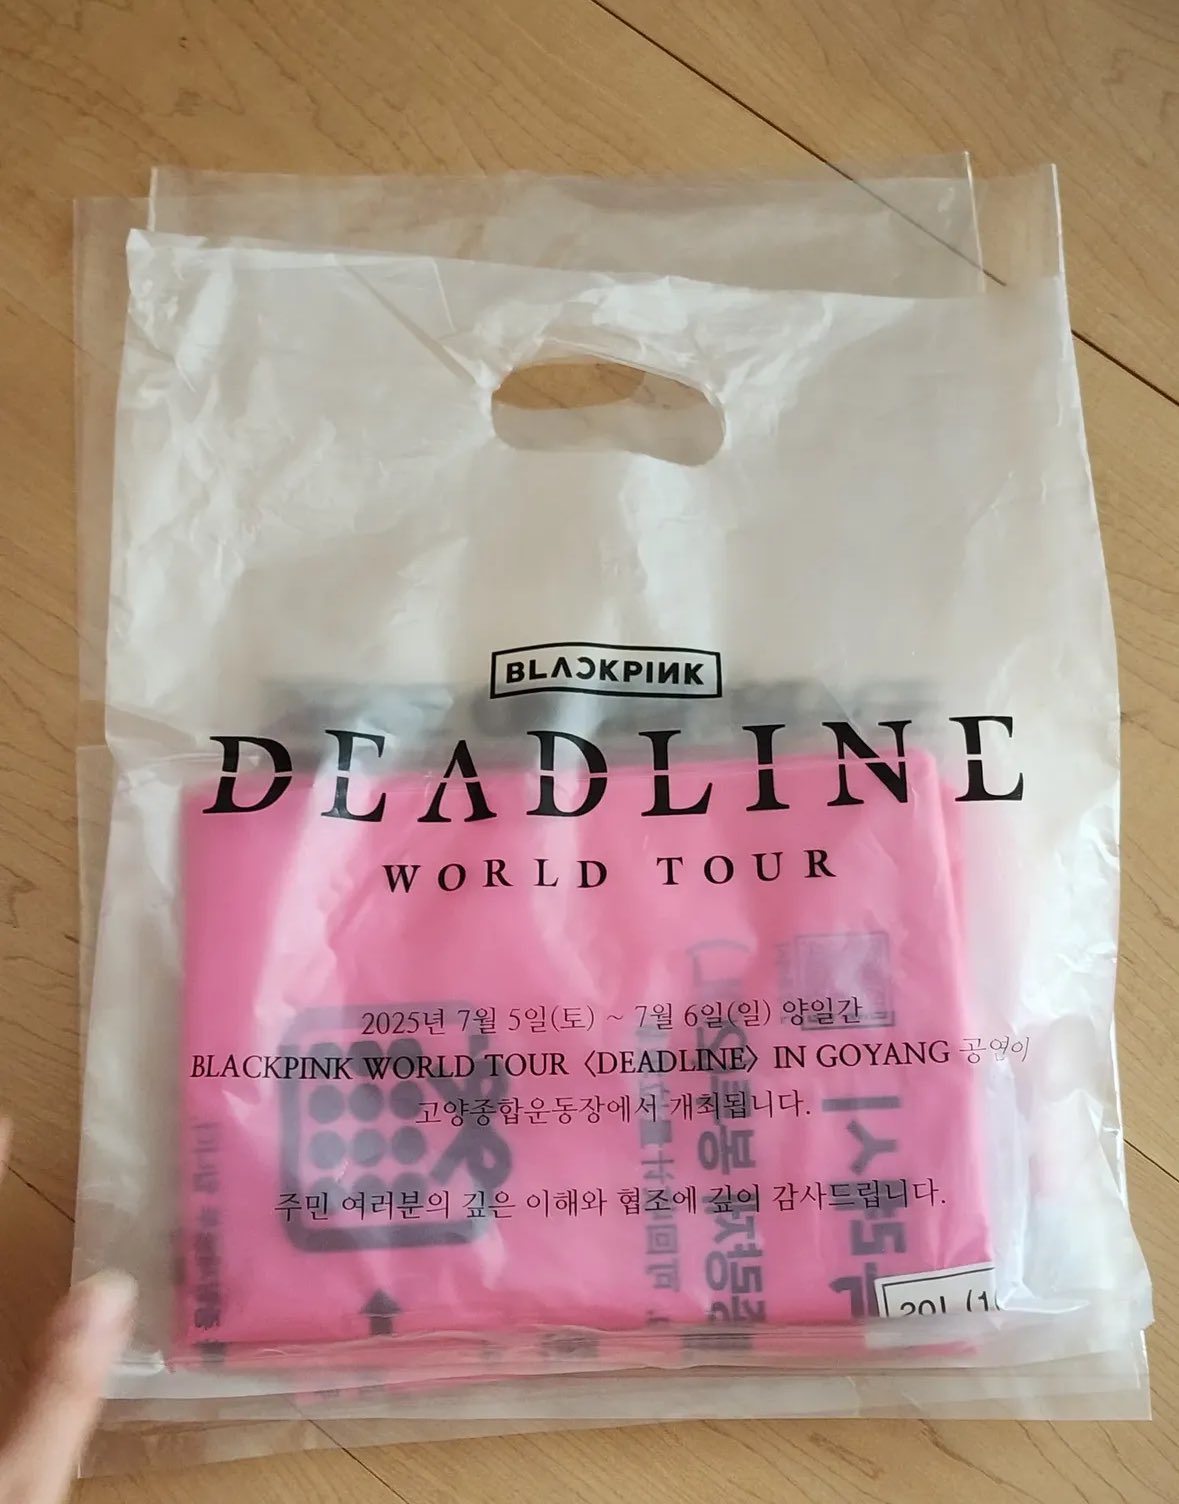 BLACKPINK
DEADLINE
WORLD TOUR
2025년 7월 5일(토) ~ 7월 6일(일) 양일간
BLACKPINK WORLD TOUR 〈DEADLINE〉 IN GOYANG 공연이
고양종합운동장에서 개최됩니다.
주민 여러분의 깊은 이해와 협조에 깊이 감사드립니다.
20L